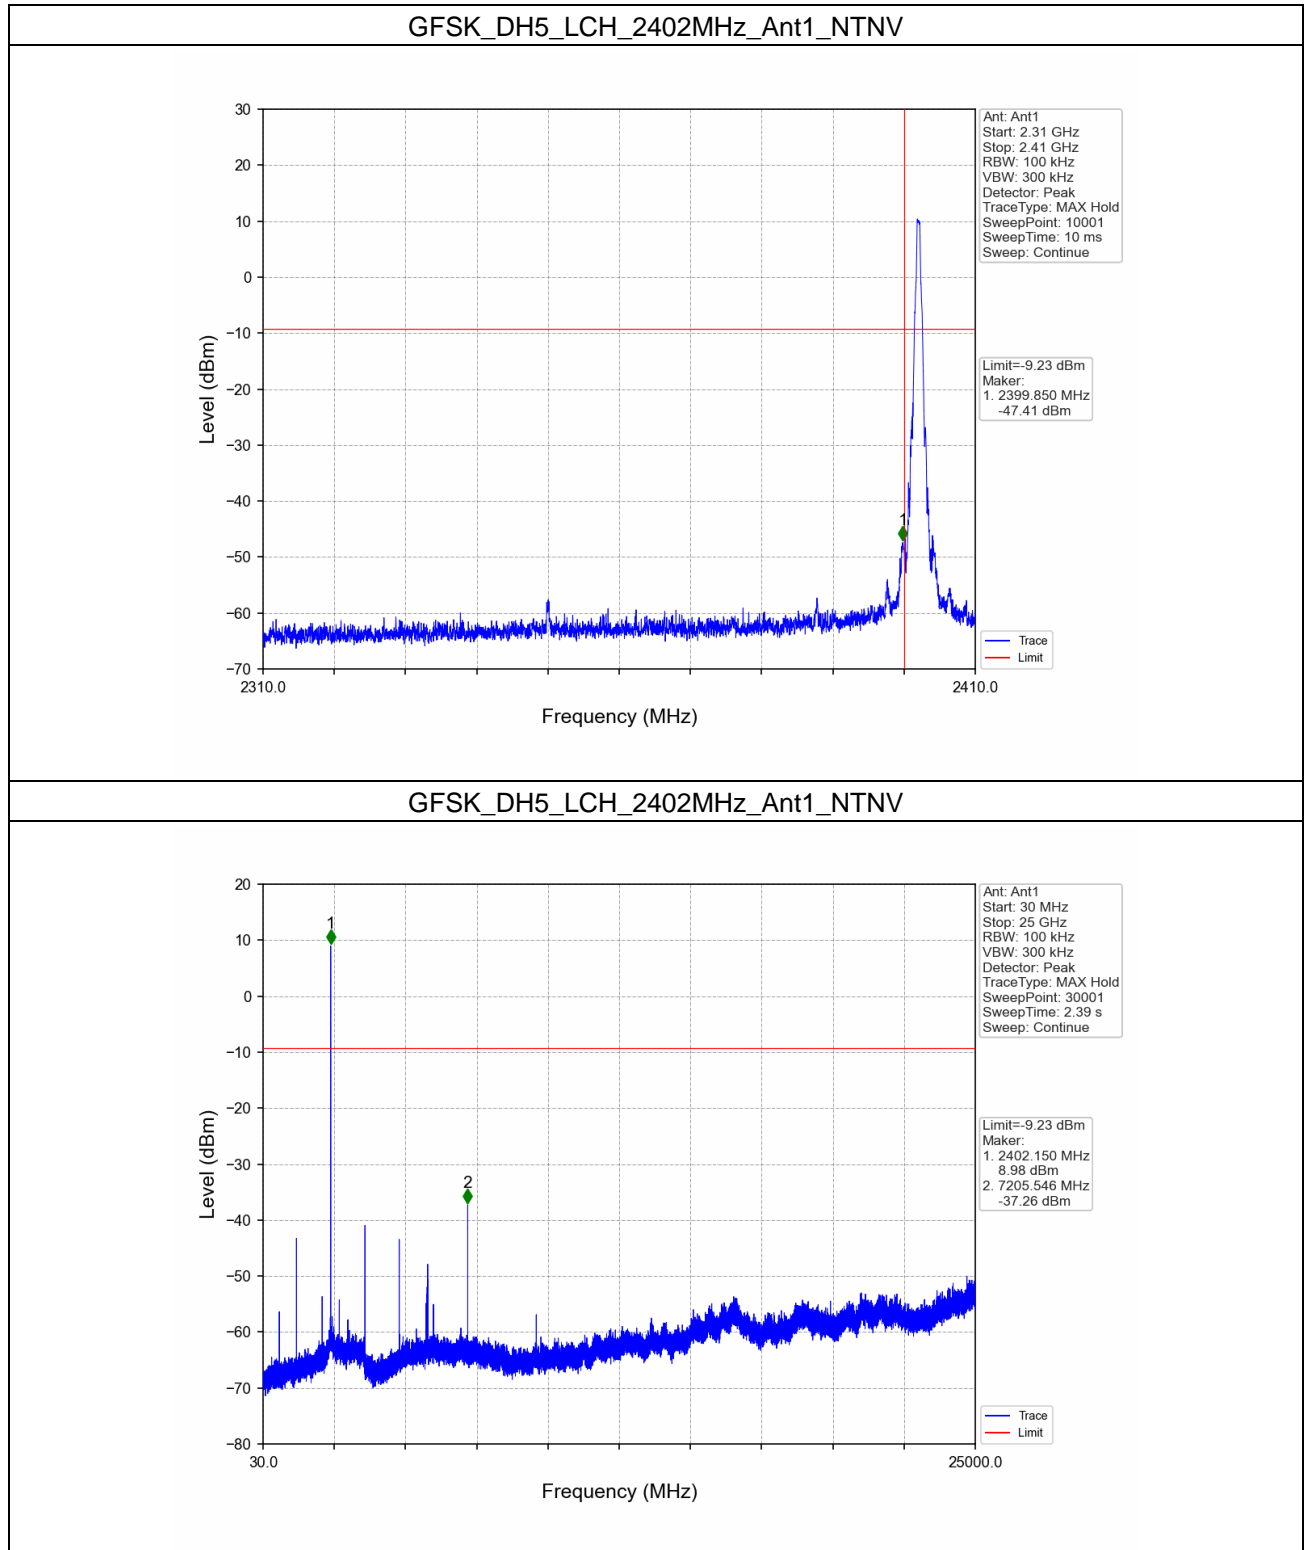 GFSK_DH5_LCH_2402MHz_Ant1_NTNV
30
20
10
0
−10
−20
−30
−40
−50
−60
−70
Level (dBm)
2310.0
2410.0
Frequency (MHz)
1
Ant: Ant1
Start: 2.31 GHz
Stop: 2.41 GHz
RBW: 100 kHz
VBW: 300 kHz
Detector: Peak
TraceType: MAX Hold
SweepPoint: 10001
SweepTime: 10 ms
Sweep: Continue
Limit=-9.23 dBm
Maker:
1. 2399.850 MHz
-47.41 dBm
Trace
Limit
GFSK_DH5_LCH_2402MHz_Ant1_NTNV
20
10
0
−10
−20
−30
−40
−50
−60
−70
−80
Level (dBm)
30.0
25000.0
Frequency (MHz)
1
2
Ant: Ant1
Start: 30 MHz
Stop: 25 GHz
RBW: 100 kHz
VBW: 300 kHz
Detector: Peak
TraceType: MAX Hold
SweepPoint: 30001
SweepTime: 2.39 s
Sweep: Continue
Limit=-9.23 dBm
Maker:
1. 2402.150 MHz
8.98 dBm
2. 7205.546 MHz
-37.26 dBm
Trace
Limit